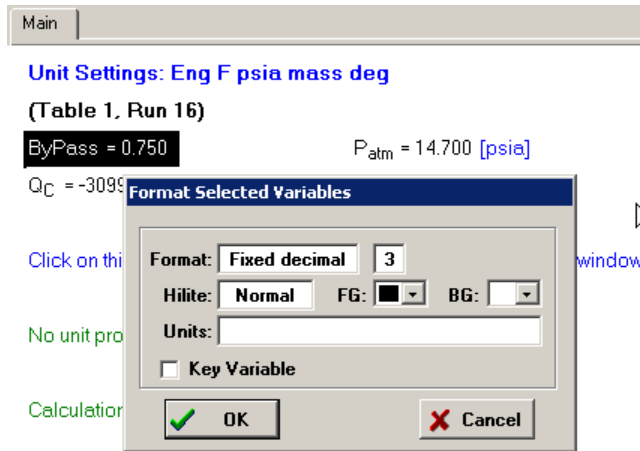 Main
Unit Settings: Eng F psia mass deg
(Table 1, Run 16)
ByPass = 0.750 Patm = 14.700 [psia]
QC = -3099
Format Selected Variables
Click on thi window
Format: Fixed decimal 3
Hilite: Normal FG: BG:
No unit pro Units:
Key Variable
Calculation OK Cancel